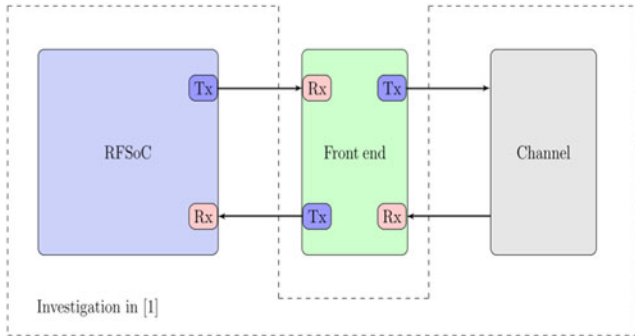 Tx
Rx
Tx
RFSoC
Front end
Channel
Rx
Tx
Rx
Investigation in [1]